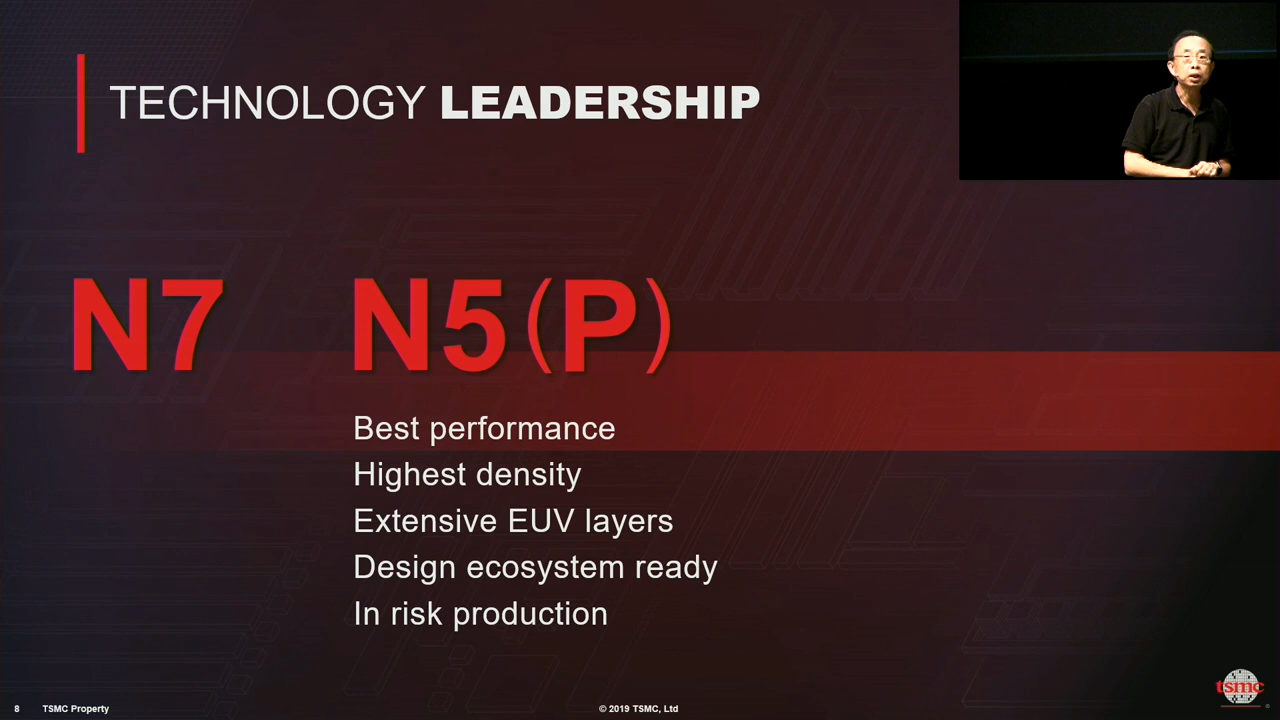 TECHNOLOGY LEADERSHIP
N7 N5(P)
Best performance
Highest density
Extensive EUV layers
Design ecosystem ready
In risk production
tsmc
8 TSMC Property © 2019 TSMC, Ltd